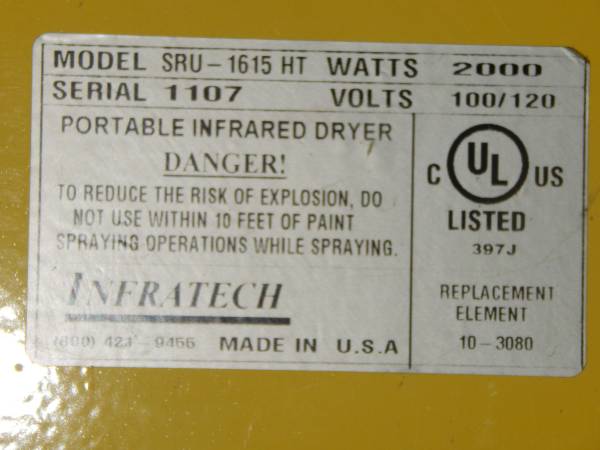 MODEL SRU-1615 HT WATTS 2000
SERIAL 1107 VOLTS 100/120
PORTABLE INFRARED DRYER
DANGER!
TO REDUCE THE RISK OF EXPLOSION, DO
NOT USE WITHIN 10 FEET OF PAINT
SPRAYING OPERATIONS WHILE SPRAYING.
INFRATECH
MADE IN U.S.A
C UL US
LISTED
397J
REPLACEMENT
ELEMENT
10-3080